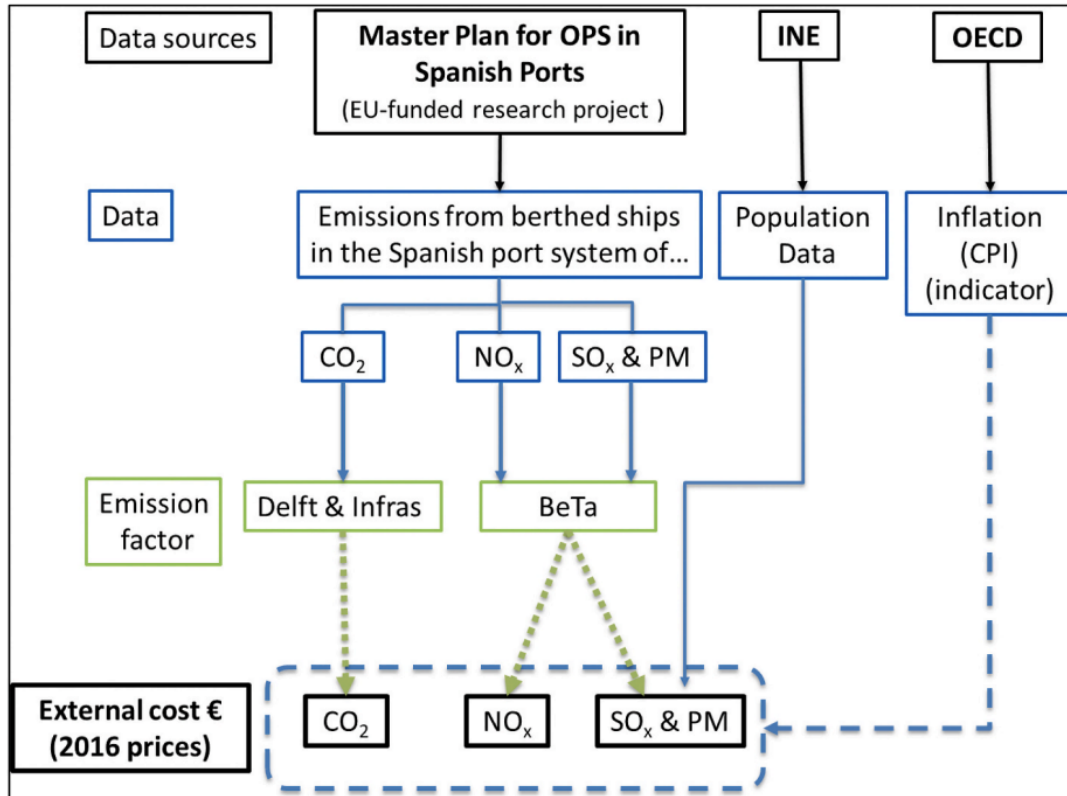 Data sources
Master Plan for OPS in
Spanish Ports
(EU-funded research project )
INE
OECD
Data
Emissions from berthed ships
in the Spanish port system of…
Population
Data
Inflation
(CPI)
(indicator)
CO₂
NOₓ
SOₓ & PM
Emission
factor
Delft & Infras
BeTa
External cost €
(2016 prices)
CO₂
NOₓ
SOₓ & PM